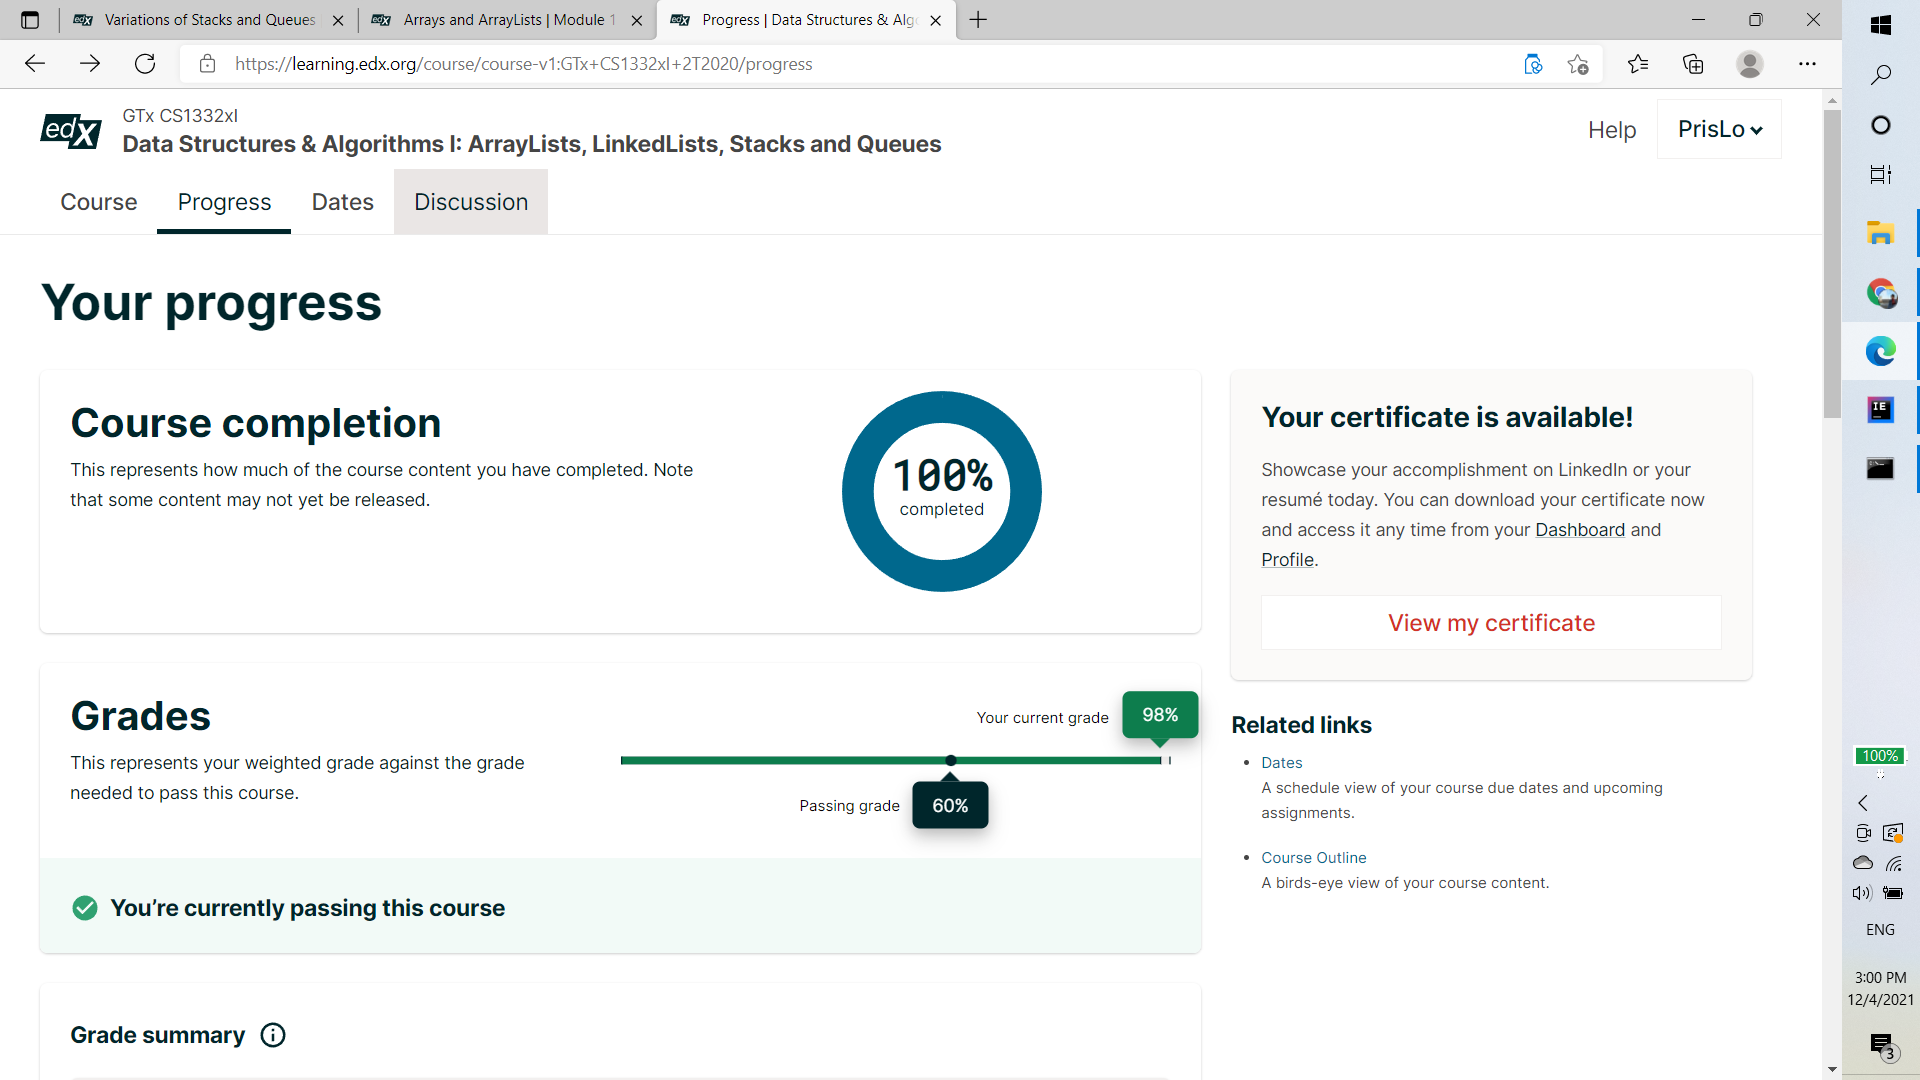 Variations of Stacks and Queues
Arrays and ArrayLists | Module 1
Progress | Data Structures & Alg
https://learning.edx.org/course/course-v1:GTx+CS1332xI+2T2020/progress
edX
GTx CS1332xI
Data Structures & Algorithms I: ArrayLists, LinkedLists, Stacks and Queues
Help
PrisLo
Course
Progress
Dates
Discussion
Your progress
Course completion
This represents how much of the course content you have completed. Note
that some content may not yet be released.
100%
completed
Your certificate is available!
Showcase your accomplishment on LinkedIn or your
resumé today. You can download your certificate now
and access it any time from your Dashboard and
Profile.
View my certificate
Grades
This represents your weighted grade against the grade
needed to pass this course.
Your current grade
98%
Passing grade
60%
You’re currently passing this course
Related links
Dates
A schedule view of your course due dates and upcoming
assignments.
Course Outline
A birds-eye view of your course content.
Grade summary
IE
100%
ENG
3:00 PM
12/4/2021
3